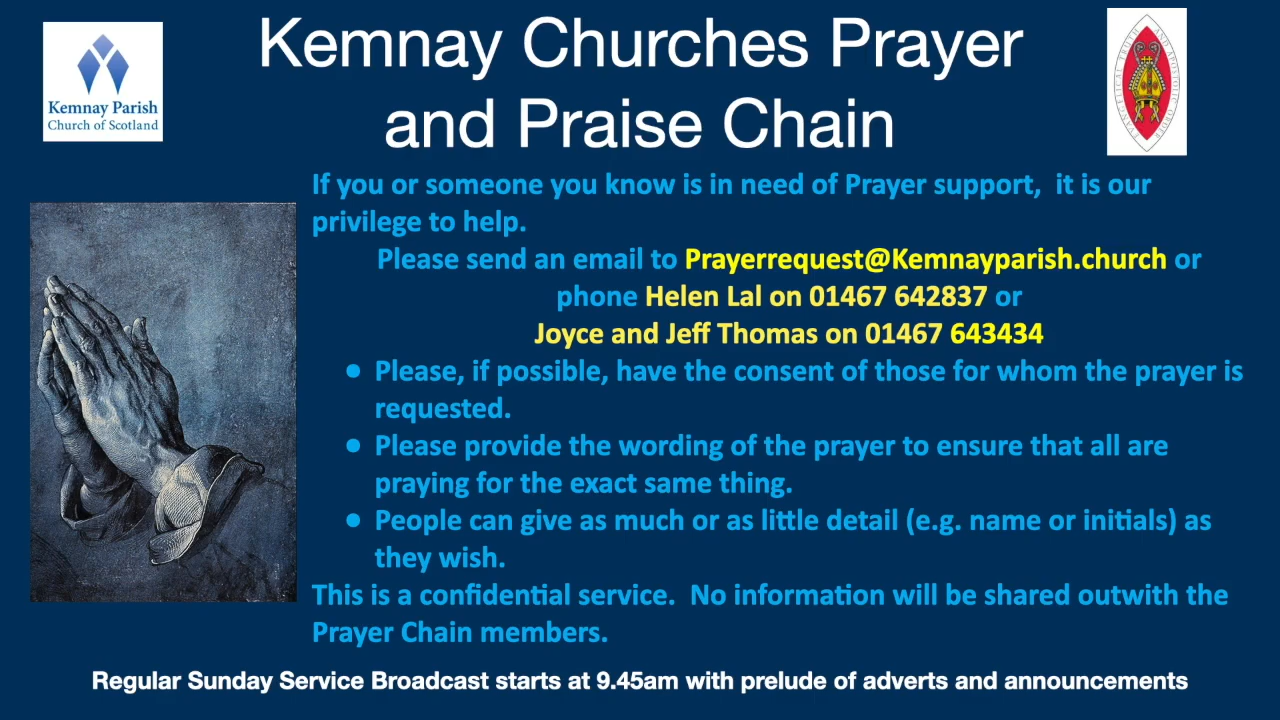 Kemnay Churches Prayer
and Praise Chain
Kemnay Parish
Church of Scotland
EVANGELICAL TRUTH AND APOSTOLIC ORDER
If you or someone you know is in need of Prayer support,  it is our
privilege to help.
Please send an email to Prayerrequest@Kemnayparish.church or
phone Helen Lal on 01467 642837 or
Joyce and Jeff Thomas on 01467 643434
● Please, if possible, have the consent of those for whom the prayer is
requested.
● Please provide the wording of the prayer to ensure that all are
praying for the exact same thing.
● People can give as much or as little detail (e.g. name or initials) as
they wish.
This is a confidential service.  No information will be shared outwith the
Prayer Chain members.
Regular Sunday Service Broadcast starts at 9.45am with prelude of adverts and announcements